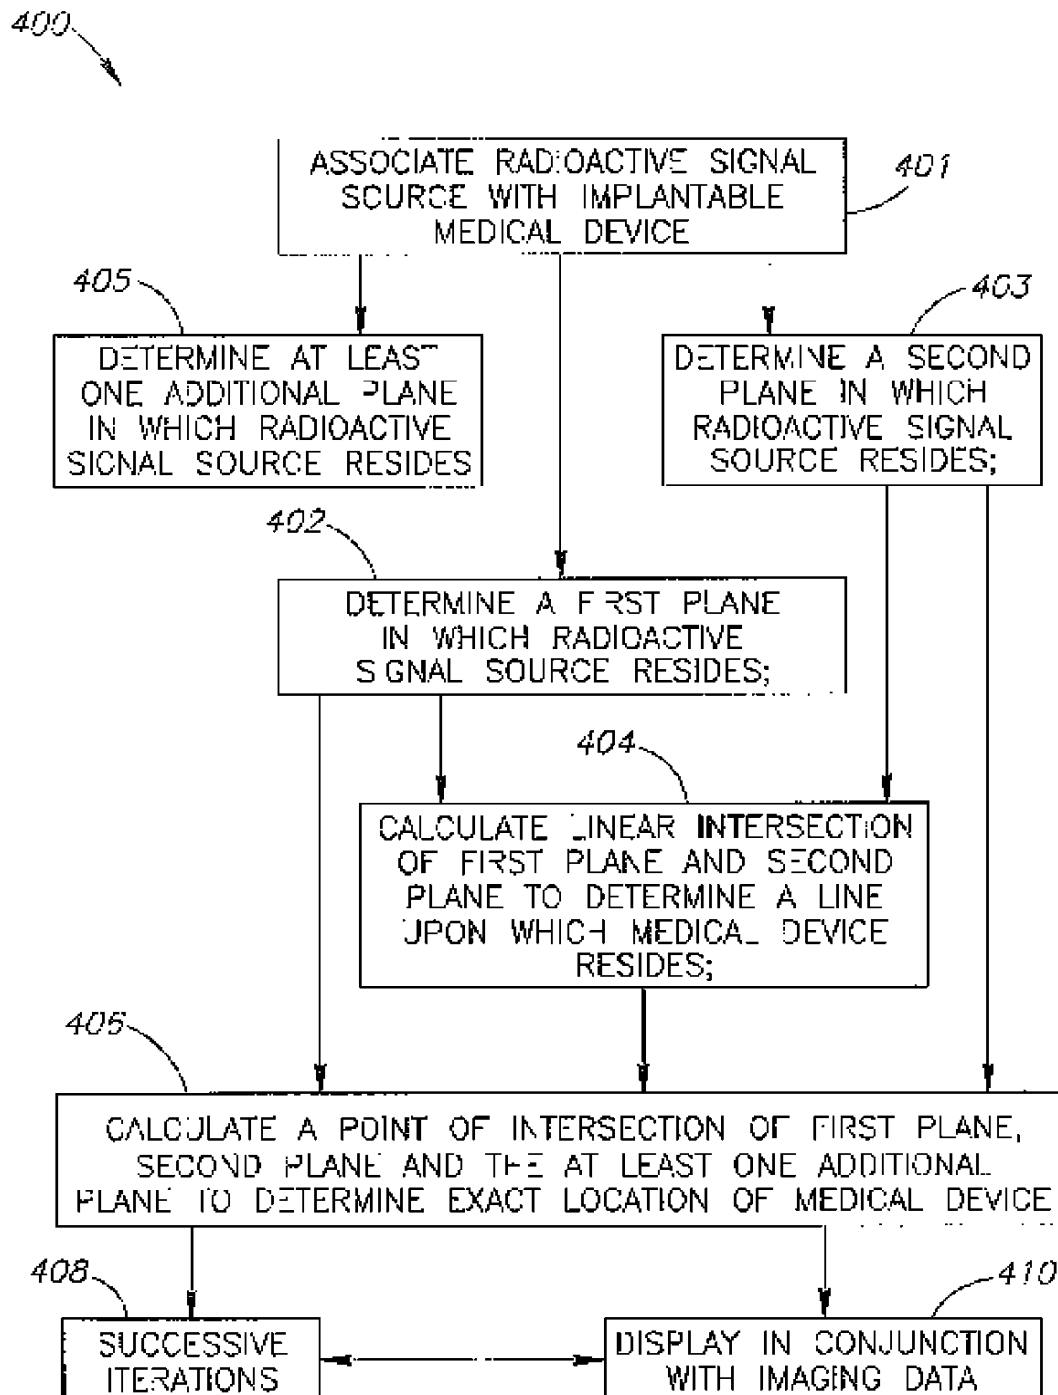 400
ASSOCIATE RADIOACTIVE SIGNAL
SOURCE WITH IMPLANTABLE
MEDICAL DEVICE
401
405
403
DETERMINE AT LEAST
ONE ADDITIONAL PLANE
IN WHICH RADIOACTIVE
SIGNAL SOURCE RESIDES
DETERMINE A SECOND
PLANE IN WHICH
RADIOACTIVE SIGNAL
SOURCE RESIDES;
402
DETERMINE A FIRST PLANE
IN WHICH RADIOACTIVE
SIGNAL SOURCE RESIDES;
404
CALCULATE LINEAR INTERSECTION
OF FIRST PLANE AND SECOND
PLANE TO DETERMINE A LINE
UPON WHICH MEDICAL DEVICE
RESIDES;
406
CALCULATE A POINT OF INTERSECTION OF FIRST PLANE,
SECOND PLANE AND THE AT LEAST ONE ADDITIONAL
PLANE TO DETERMINE EXACT LOCATION OF MEDICAL DEVICE
408
410
SUCCESSIVE
ITERATIONS
DISPLAY IN CONJUNCTION
WITH IMAGING DATA